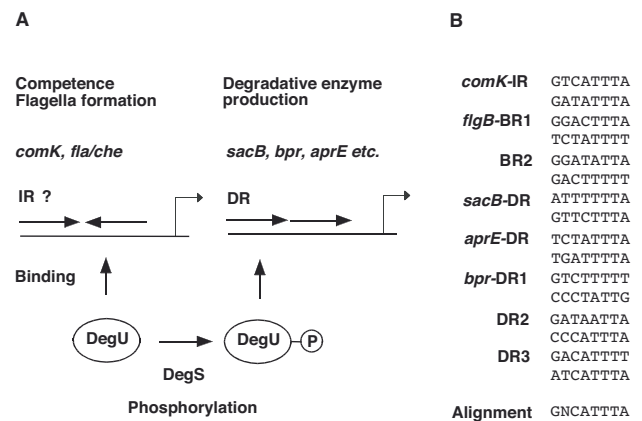 A
Competence
Flagella formation
Degradative enzyme
production
comK, fla/che
sacB, bpr, aprE etc.
IR ?
DR
Binding
DegU
DegU
P
DegS
Phosphorylation
B
comK-IR GTCATTTA
GATATTTA
flgB-BR1 GGACTTTA
TCTATTTT
BR2 GGATATTA
GACTTTTT
sacB-DR ATTTTTTA
GTTCTTTA
aprE-DR TCTATTTA
TGATTTTA
bpr-DR1 GTCTTTTT
CCCTATTG
DR2 GATAATTA
CCCATTTA
DR3 GACATTTT
ATCATTTA
Alignment GNCATTTA